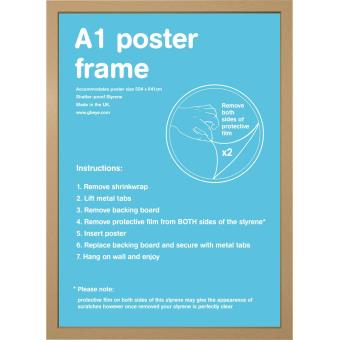 A1 poster
frame
Accommodates poster size 594 x 841cm
Shatter-proof Styrene
Made in the UK
www.gbeye.com
Remove
both
sides of
protective
film
x2
Instructions:
1. Remove shrinkwrap
2. Lift metal tabs
3. Remove backing board
4. Remove protective film from BOTH sides of the styrene*
5. Insert poster
6. Replace backing board and secure with metal tabs
7. Hang on wall and enjoy
* Please note:
protective film on both sides of this styrene may give the appearence of
scratches however once removed your styrene is perfectly clear